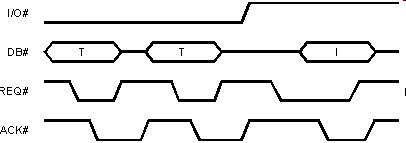 I/O#
DB# T T I
REQ#
ACK#